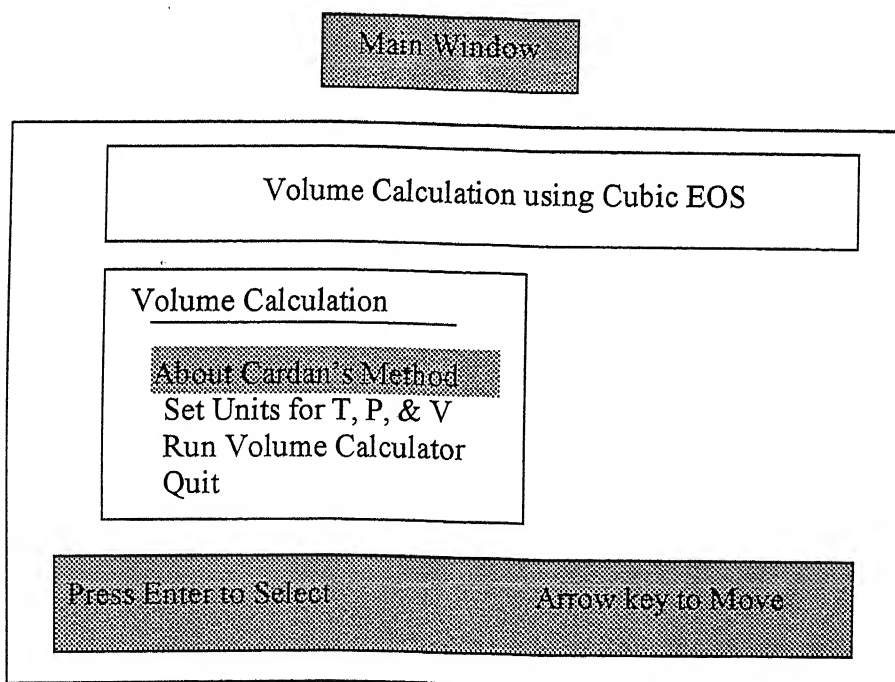 Main Window
Volume Calculation using Cubic EOS
Volume Calculation
About Cardan's Method
Set Units for T, P, & V
Run Volume Calculator
Quit
Press Enter to Select
Arrow key to Move